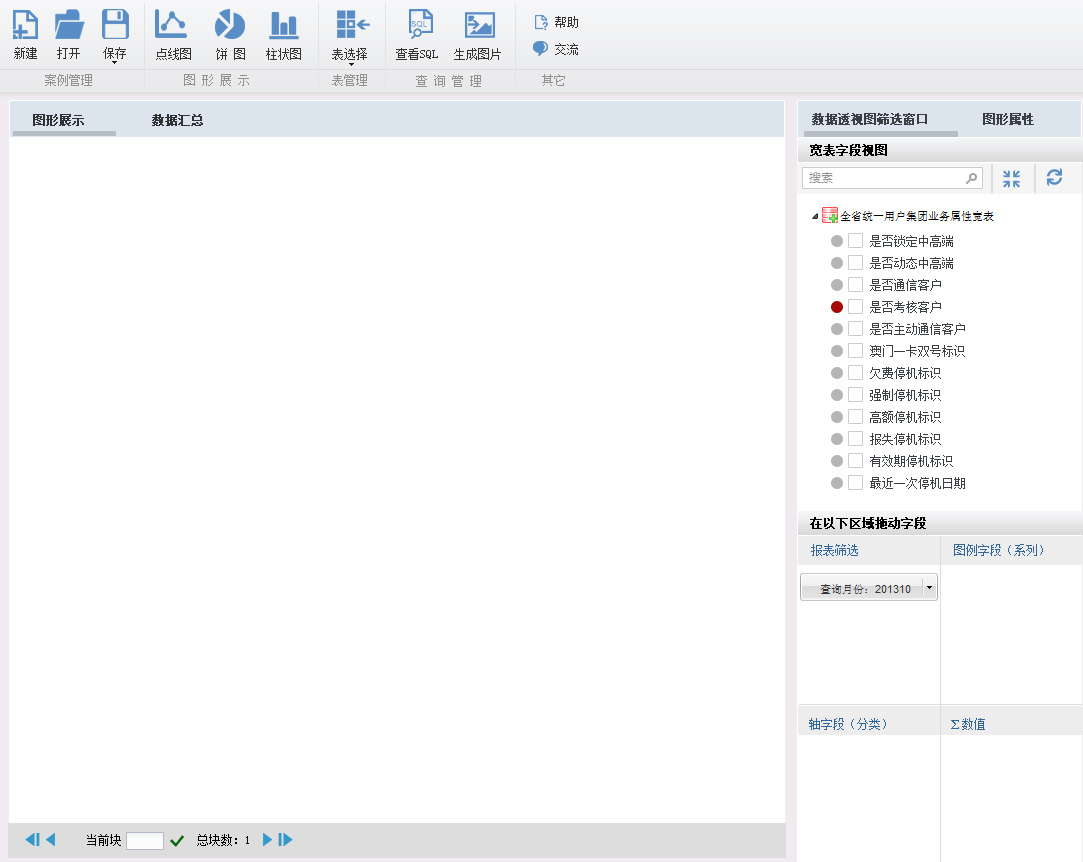 新建 打开 保存 点线图 饼 图 柱状图 表选择 查看SQL 生成图片 帮助
交流
案例管理 图 形 展 示 表管理 查 询 管 理 其它
图形展示 数据汇总 数据透视图筛选窗口 图形属性
宽表字段视图
搜索
全省统一用户集团业务属性宽表
是否锁定中高端
是否动态中高端
是否通信客户
是否考核客户
是否主动通信客户
澳门一卡双号标识
欠费停机标识
强制停机标识
高额停机标识
报失停机标识
有效期停机标识
最近一次停机日期
在以下区域拖动字段
报表筛选 图例字段（系列）
查询月份：201310
轴字段（分类） Σ数值
当前块 总块数：1